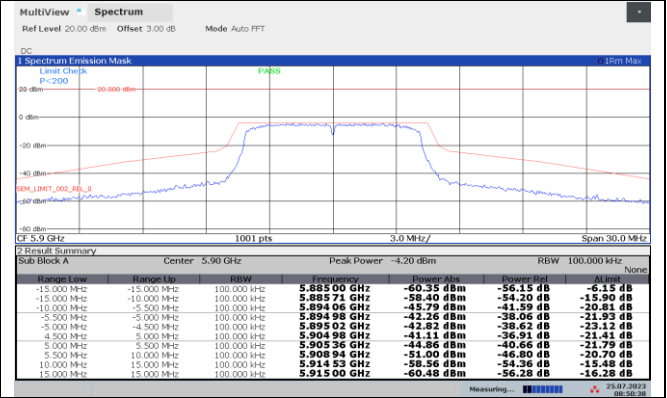 MultiView Spectrum
Ref Level 20.00 dBm Offset 3.00 dB Mode Auto FFT
DC
1 Spectrum Emission Mask 1Rm Max
Limit Check PASS
P<200
20 dBm 20.000 dBm
0 dBm
-20 dBm
-40 dBm
SEM_LIMIT_002_REL_0
-60 dBm
-80 dBm
CF 5.9 GHz 1001 pts 3.0 MHz/ Span 30.0 MHz
2 Result Summary
Sub Block A Center 5.90 GHz Peak Power -4.20 dBm RBW 100.000 kHz
None
Range Low Range Up RBW Frequency Power Abs Power Rel ΔLimit
-15.000 MHz -15.000 MHz 100.000 kHz 5.885 00 GHz -60.35 dBm -56.15 dB -6.15 dB
-15.000 MHz -10.000 MHz 100.000 kHz 5.885 71 GHz -58.40 dBm -54.20 dB -15.90 dB
-10.000 MHz -5.500 MHz 100.000 kHz 5.894 06 GHz -45.79 dBm -41.59 dB -20.81 dB
-5.500 MHz -5.000 MHz 100.000 kHz 5.894 98 GHz -42.26 dBm -38.06 dB -21.93 dB
-5.000 MHz -4.500 MHz 100.000 kHz 5.895 02 GHz -42.82 dBm -38.62 dB -23.12 dB
4.500 MHz 5.000 MHz 100.000 kHz 5.904 98 GHz -41.11 dBm -36.91 dB -21.41 dB
5.000 MHz 5.500 MHz 100.000 kHz 5.905 36 GHz -44.86 dBm -40.66 dB -21.79 dB
5.500 MHz 10.000 MHz 100.000 kHz 5.908 94 GHz -51.00 dBm -46.80 dB -20.70 dB
10.000 MHz 15.000 MHz 100.000 kHz 5.914 53 GHz -58.56 dBm -54.36 dB -15.48 dB
15.000 MHz 15.000 MHz 100.000 kHz 5.915 00 GHz -60.48 dBm -56.28 dB -16.28 dB
Measuring... 25.07.2023
08:50:38